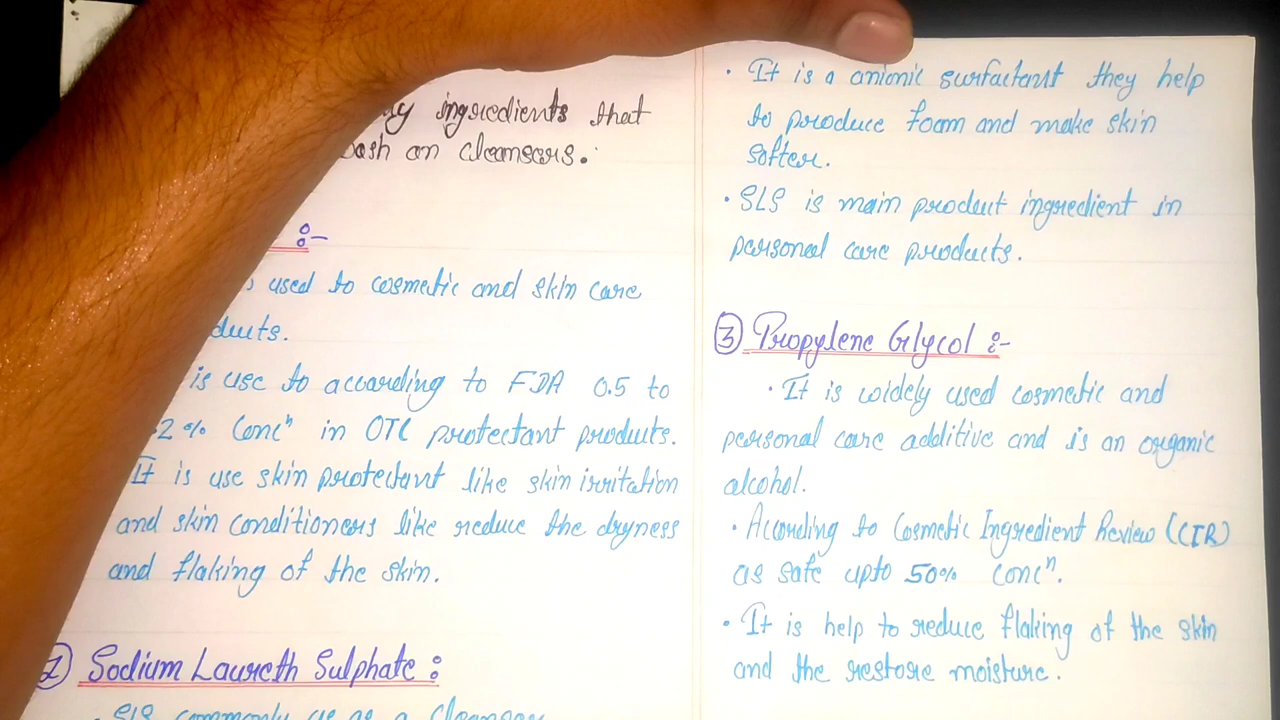 ingredients that
on cleansers.
:-
used to cosmetic and skin care
is use to according to FDA 0.5 to
2% Concⁿ in OTC protectant products.
It is use skin protectant like skin irritation
and skin conditioners like reduce the dryness
and flaking of the skin.
Sodium Laureth Sulphate :
• SLS commonly
• It is a anionic surfactant they help
to produce foam and make skin
softer.
• SLS is main product ingredient in
personal care products.
③ Propylene Glycol :-
• It is widely used cosmetic and
personal care additive and is an organic
alcohol.
• According to Cosmetic Ingredient Review (CIR)
as safe upto 50% Concⁿ.
• It is help to reduce flaking of the skin
and the restore moisture.